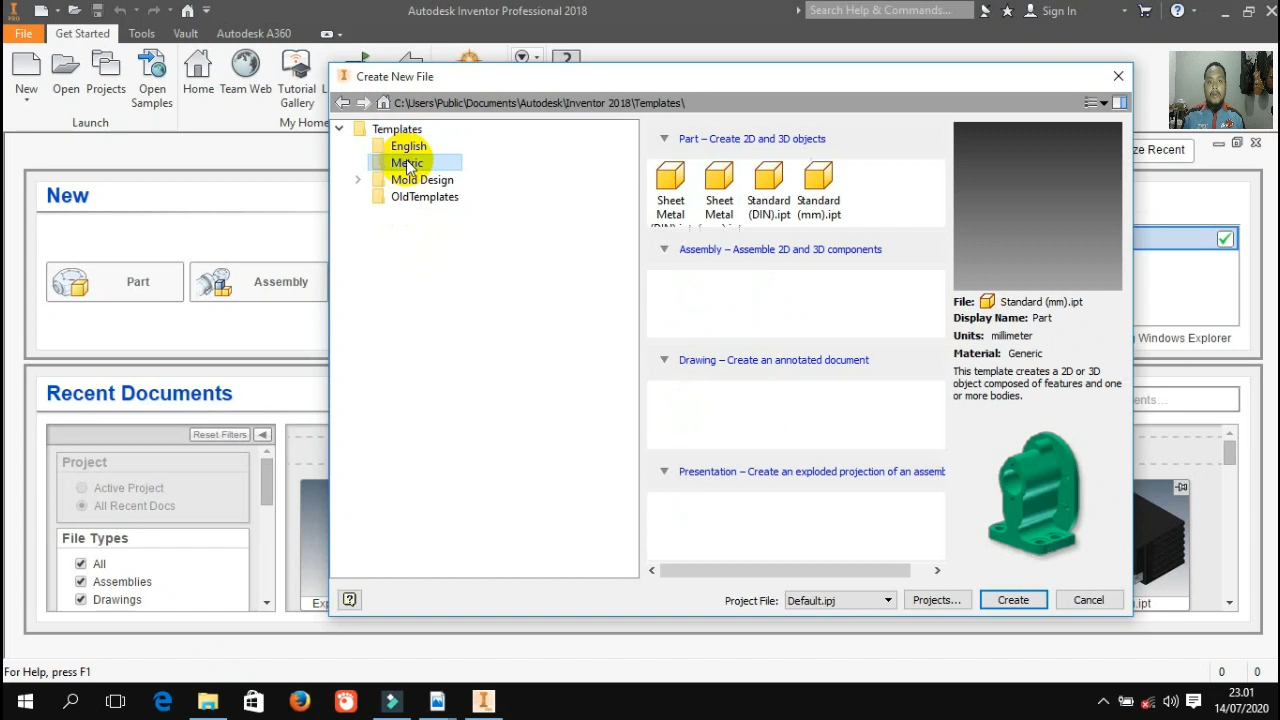 PRO
Autodesk Inventor Professional 2018
Search Help & Commands...
Sign In
File
Get Started
Tools
Vault
Autodesk A360
New
Open
Projects
Open
Samples
Home
Team Web
Tutorial
Gallery
Launch
My Home
Create New File
C:\Users\Public\Documents\Autodesk\Inventor 2018\Templates\
Templates
English
Metric
Mold Design
OldTemplates
Part – Create 2D and 3D objects
Sheet
Metal
(DIN).ipt
Sheet
Metal
Standard
(DIN).ipt
Standard
(mm).ipt
Assembly – Assemble 2D and 3D components
Drawing – Create an annotated document
Presentation – Create an exploded projection of an assemb
File: Standard (mm).ipt
Display Name: Part
Units: millimeter
Material: Generic
This template creates a 2D or 3D
object composed of features and one
or more bodies.
Project File: Default.ipj
Projects...
Create
Cancel
New
Part
Assembly
Recent
Windows Explorer
Recent Documents
Reset Filters
Project
Active Project
All Recent Docs
File Types
All
Assemblies
Drawings
.ipt
For Help, press F1
0 0
23.01
14/07/2020